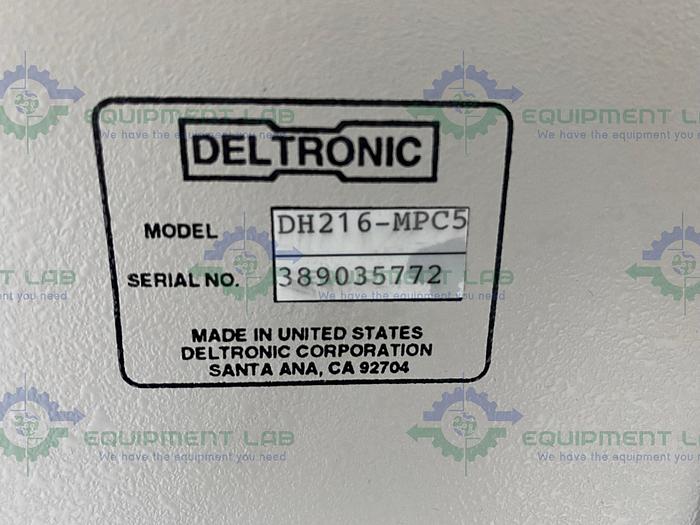 EQUIPMENT LAB
We have the equipment you need
EQUIPMENT LAB
We have the equipment you
DELTRONIC
MODEL DH216-MPC5
SERIAL NO. 389035772
MADE IN UNITED STATES
DELTRONIC CORPORATION
SANTA ANA, CA 92704
EQUIPMENT LAB
We have the equipment you need
EQUIPMENT LAB
We have the equipment you need